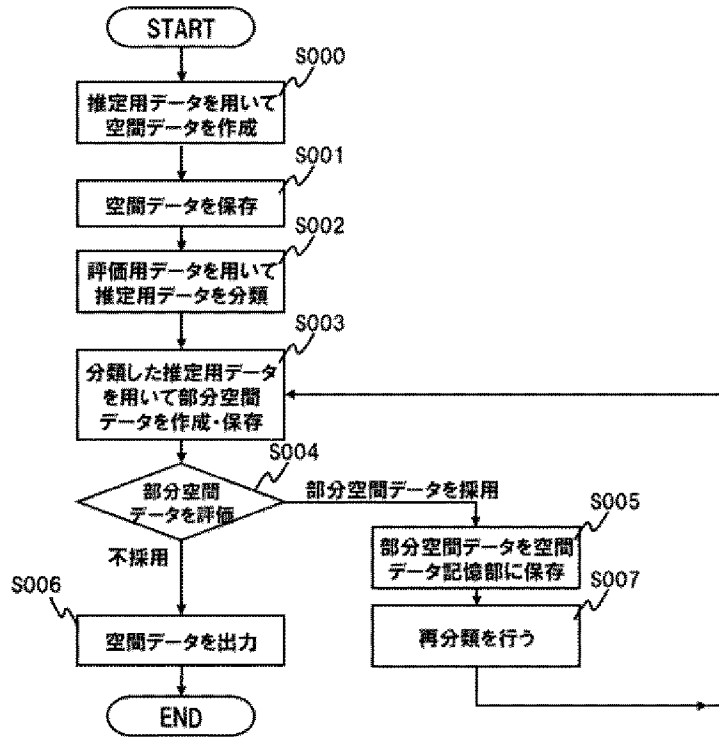 START
S000
推定用データを用いて
空間データを作成
S001
空間データを保存
S002
評価用データを用いて
推定用データを分類
S003
分類した推定用データ
を用いて部分空間
データを作成・保存
S004
部分空間
データを評価
部分空間データを採用
不採用
S005
部分空間データを空間
データ記憶部に保存
S006
空間データを出力
S007
再分類を行う
END